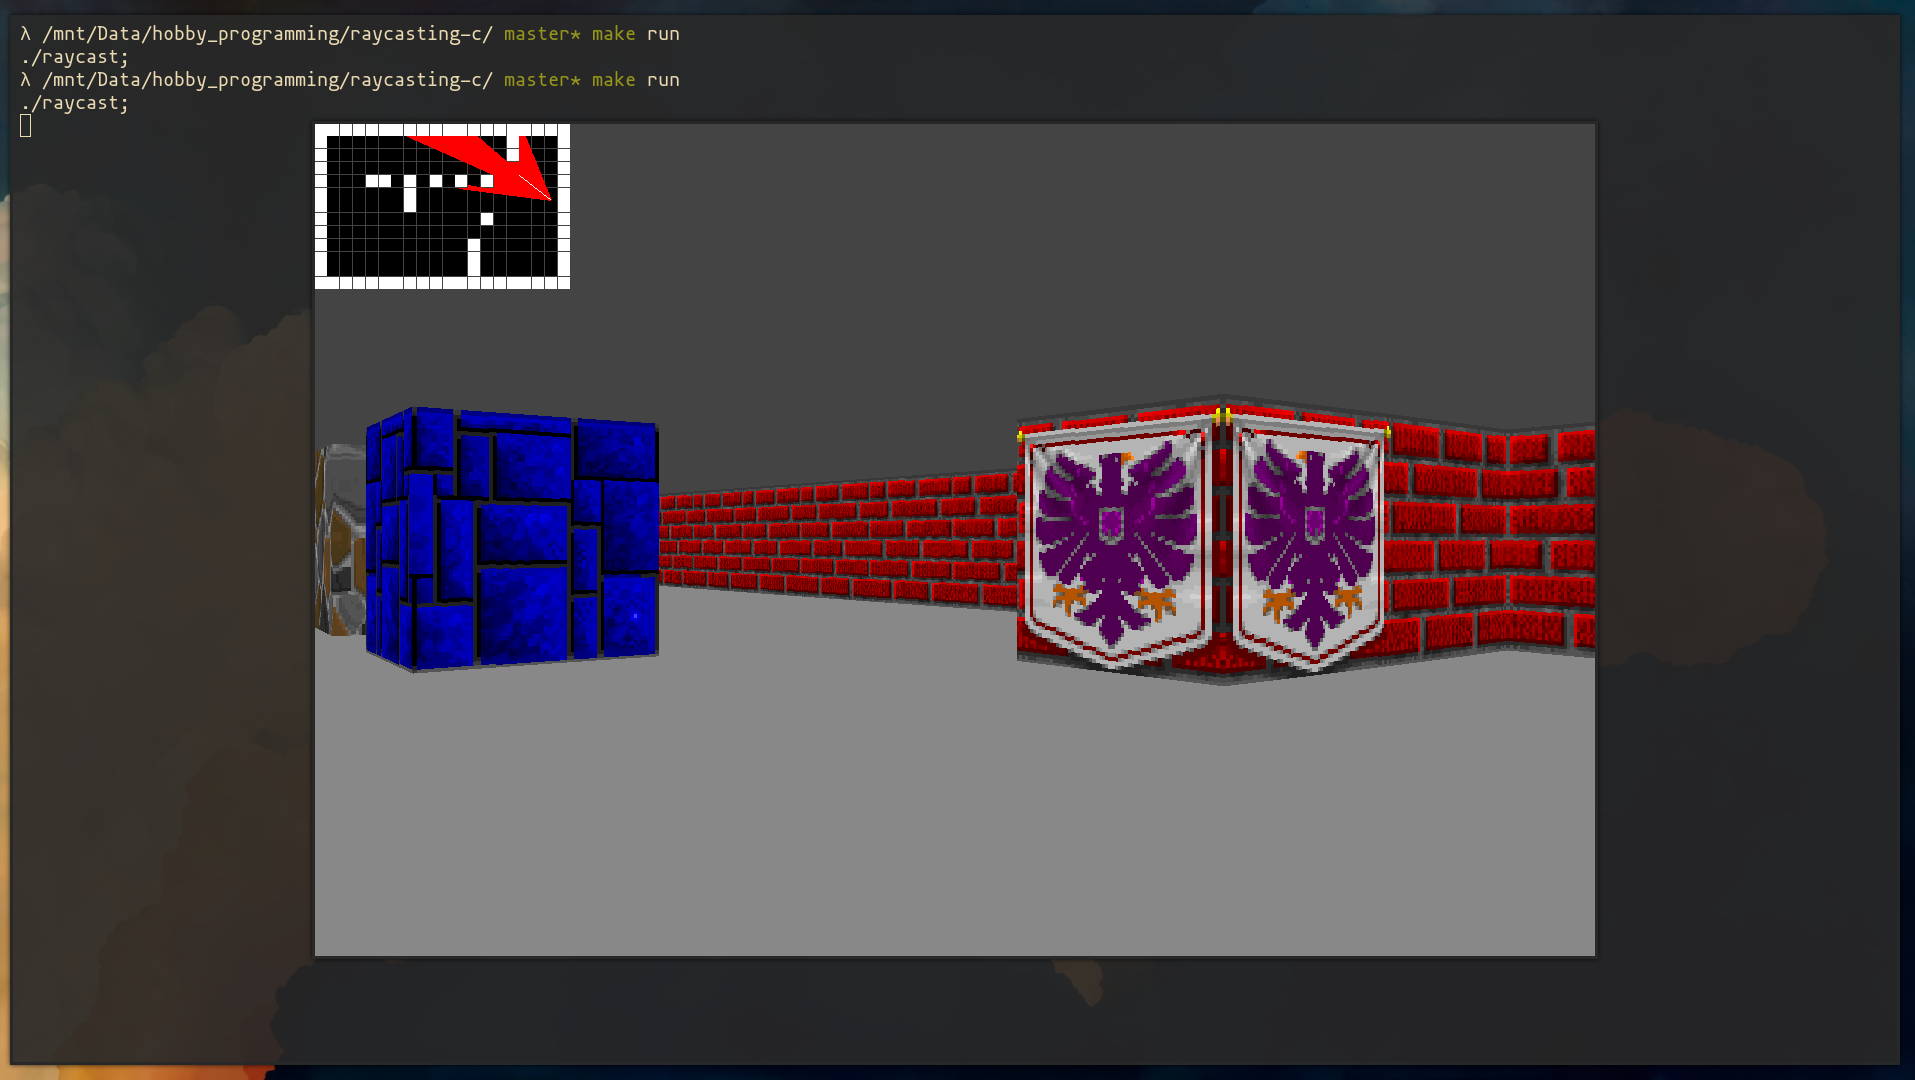 λ /mnt/Data/hobby_programming/raycasting-c/ master* make run
./raycast;
λ /mnt/Data/hobby_programming/raycasting-c/ master* make run
./raycast;